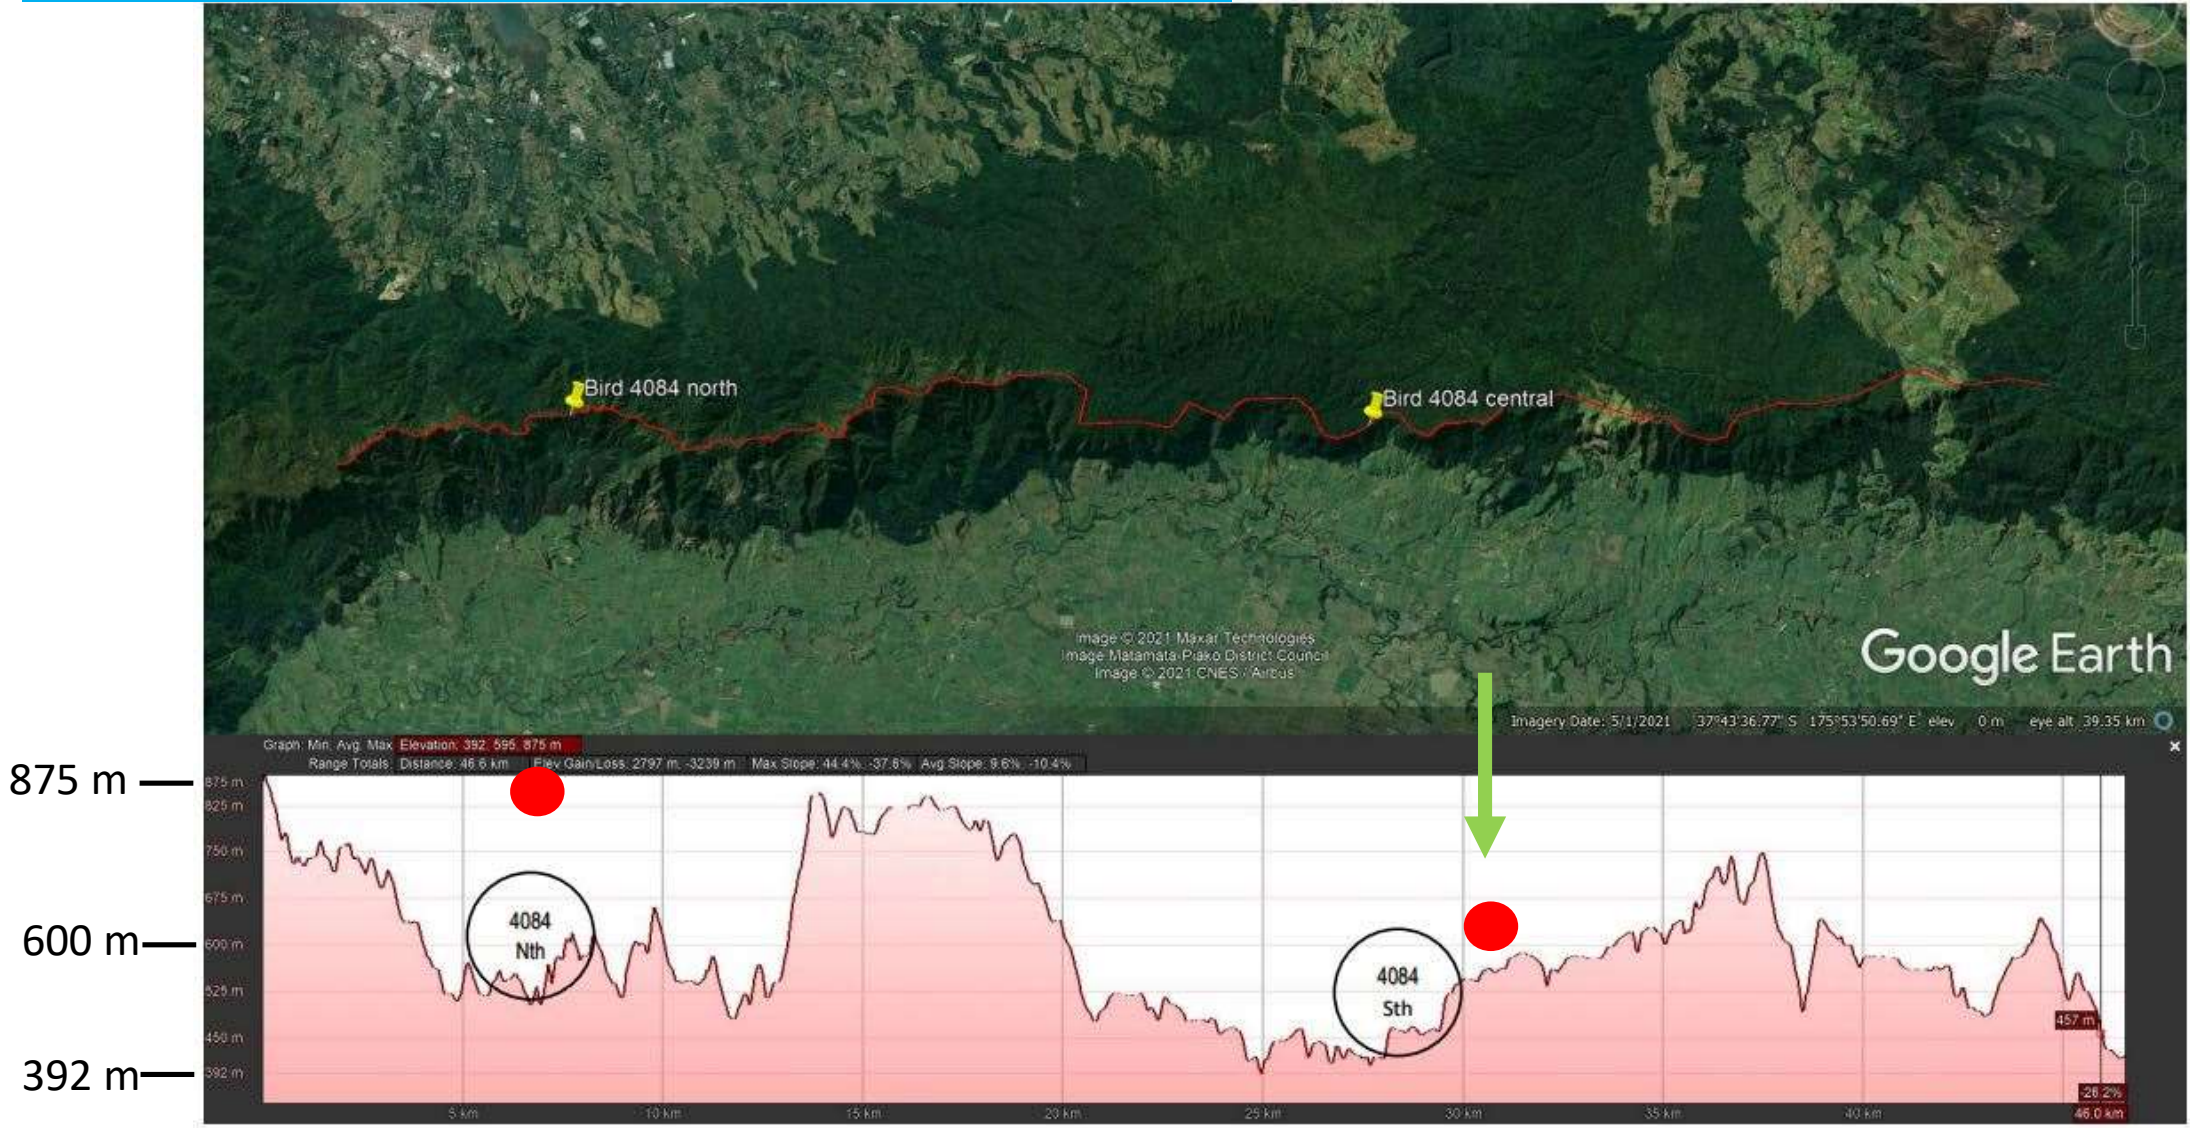 Bird 4084 north
Bird 4084 central
Image © 2021 Maxar Technologies
Image Matamata-Piako District Council
Image © 2021 CNES / Airbus
Google Earth
Imagery Date: 5/1/2021 37°43'36.77" S 175°53'50.69" E elev 0 m eye alt 39.35 km
Graph: Min, Avg, Max Elevation: 392, 595, 875 m
Range Totals: Distance: 46.6 km Elev Gain/Loss: 2797 m, -3239 m Max Slope: 44.4%, -37.8% Avg Slope: 9.6%, -10.4%
875 m
600 m
392 m
875 m
825 m
750 m
675 m
600 m
525 m
450 m
392 m
4084
Nth
4084
Sth
457 m
-26.2%
46.0 km
5 km
10 km
15 km
20 km
25 km
30 km
35 km
40 km